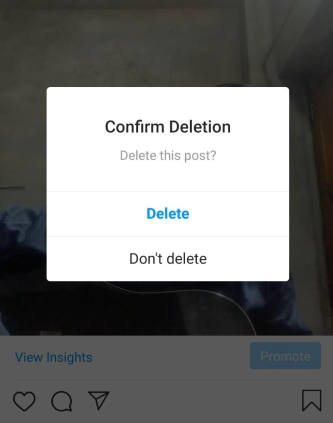 Confirm Deletion
Delete this post?
Delete
Don't delete
View Insights
Promote